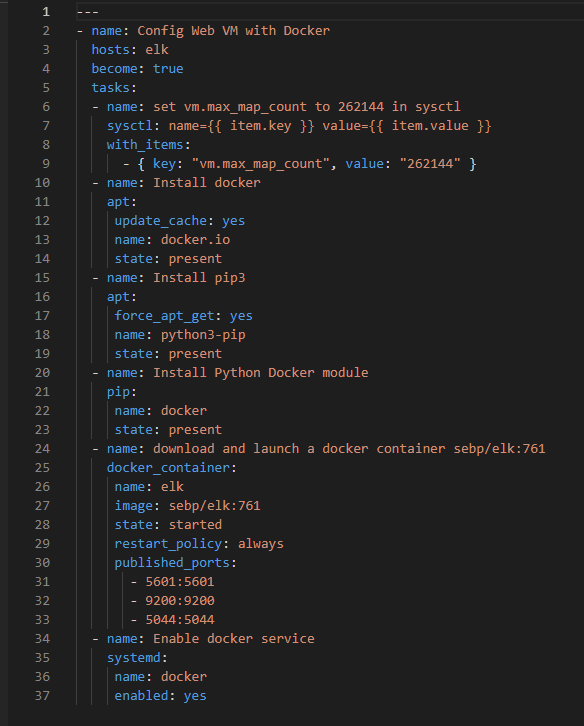 1 ---
2 - name: Config Web VM with Docker
3   hosts: elk
4   become: true
5   tasks:
6   - name: set vm.max_map_count to 262144 in sysctl
7     sysctl: name={{ item.key }} value={{ item.value }}
8     with_items:
9       - { key: "vm.max_map_count", value: "262144" }
10   - name: Install docker
11     apt:
12      update_cache: yes
13      name: docker.io
14      state: present
15   - name: Install pip3
16     apt:
17      force_apt_get: yes
18      name: python3-pip
19      state: present
20   - name: Install Python Docker module
21     pip:
22      name: docker
23      state: present
24   - name: download and launch a docker container sebp/elk:761
25     docker_container:
26      name: elk
27      image: sebp/elk:761
28      state: started
29      restart_policy: always
30      published_ports:
31        - 5601:5601
32        - 9200:9200
33        - 5044:5044
34   - name: Enable docker service
35     systemd:
36      name: docker
37      enabled: yes